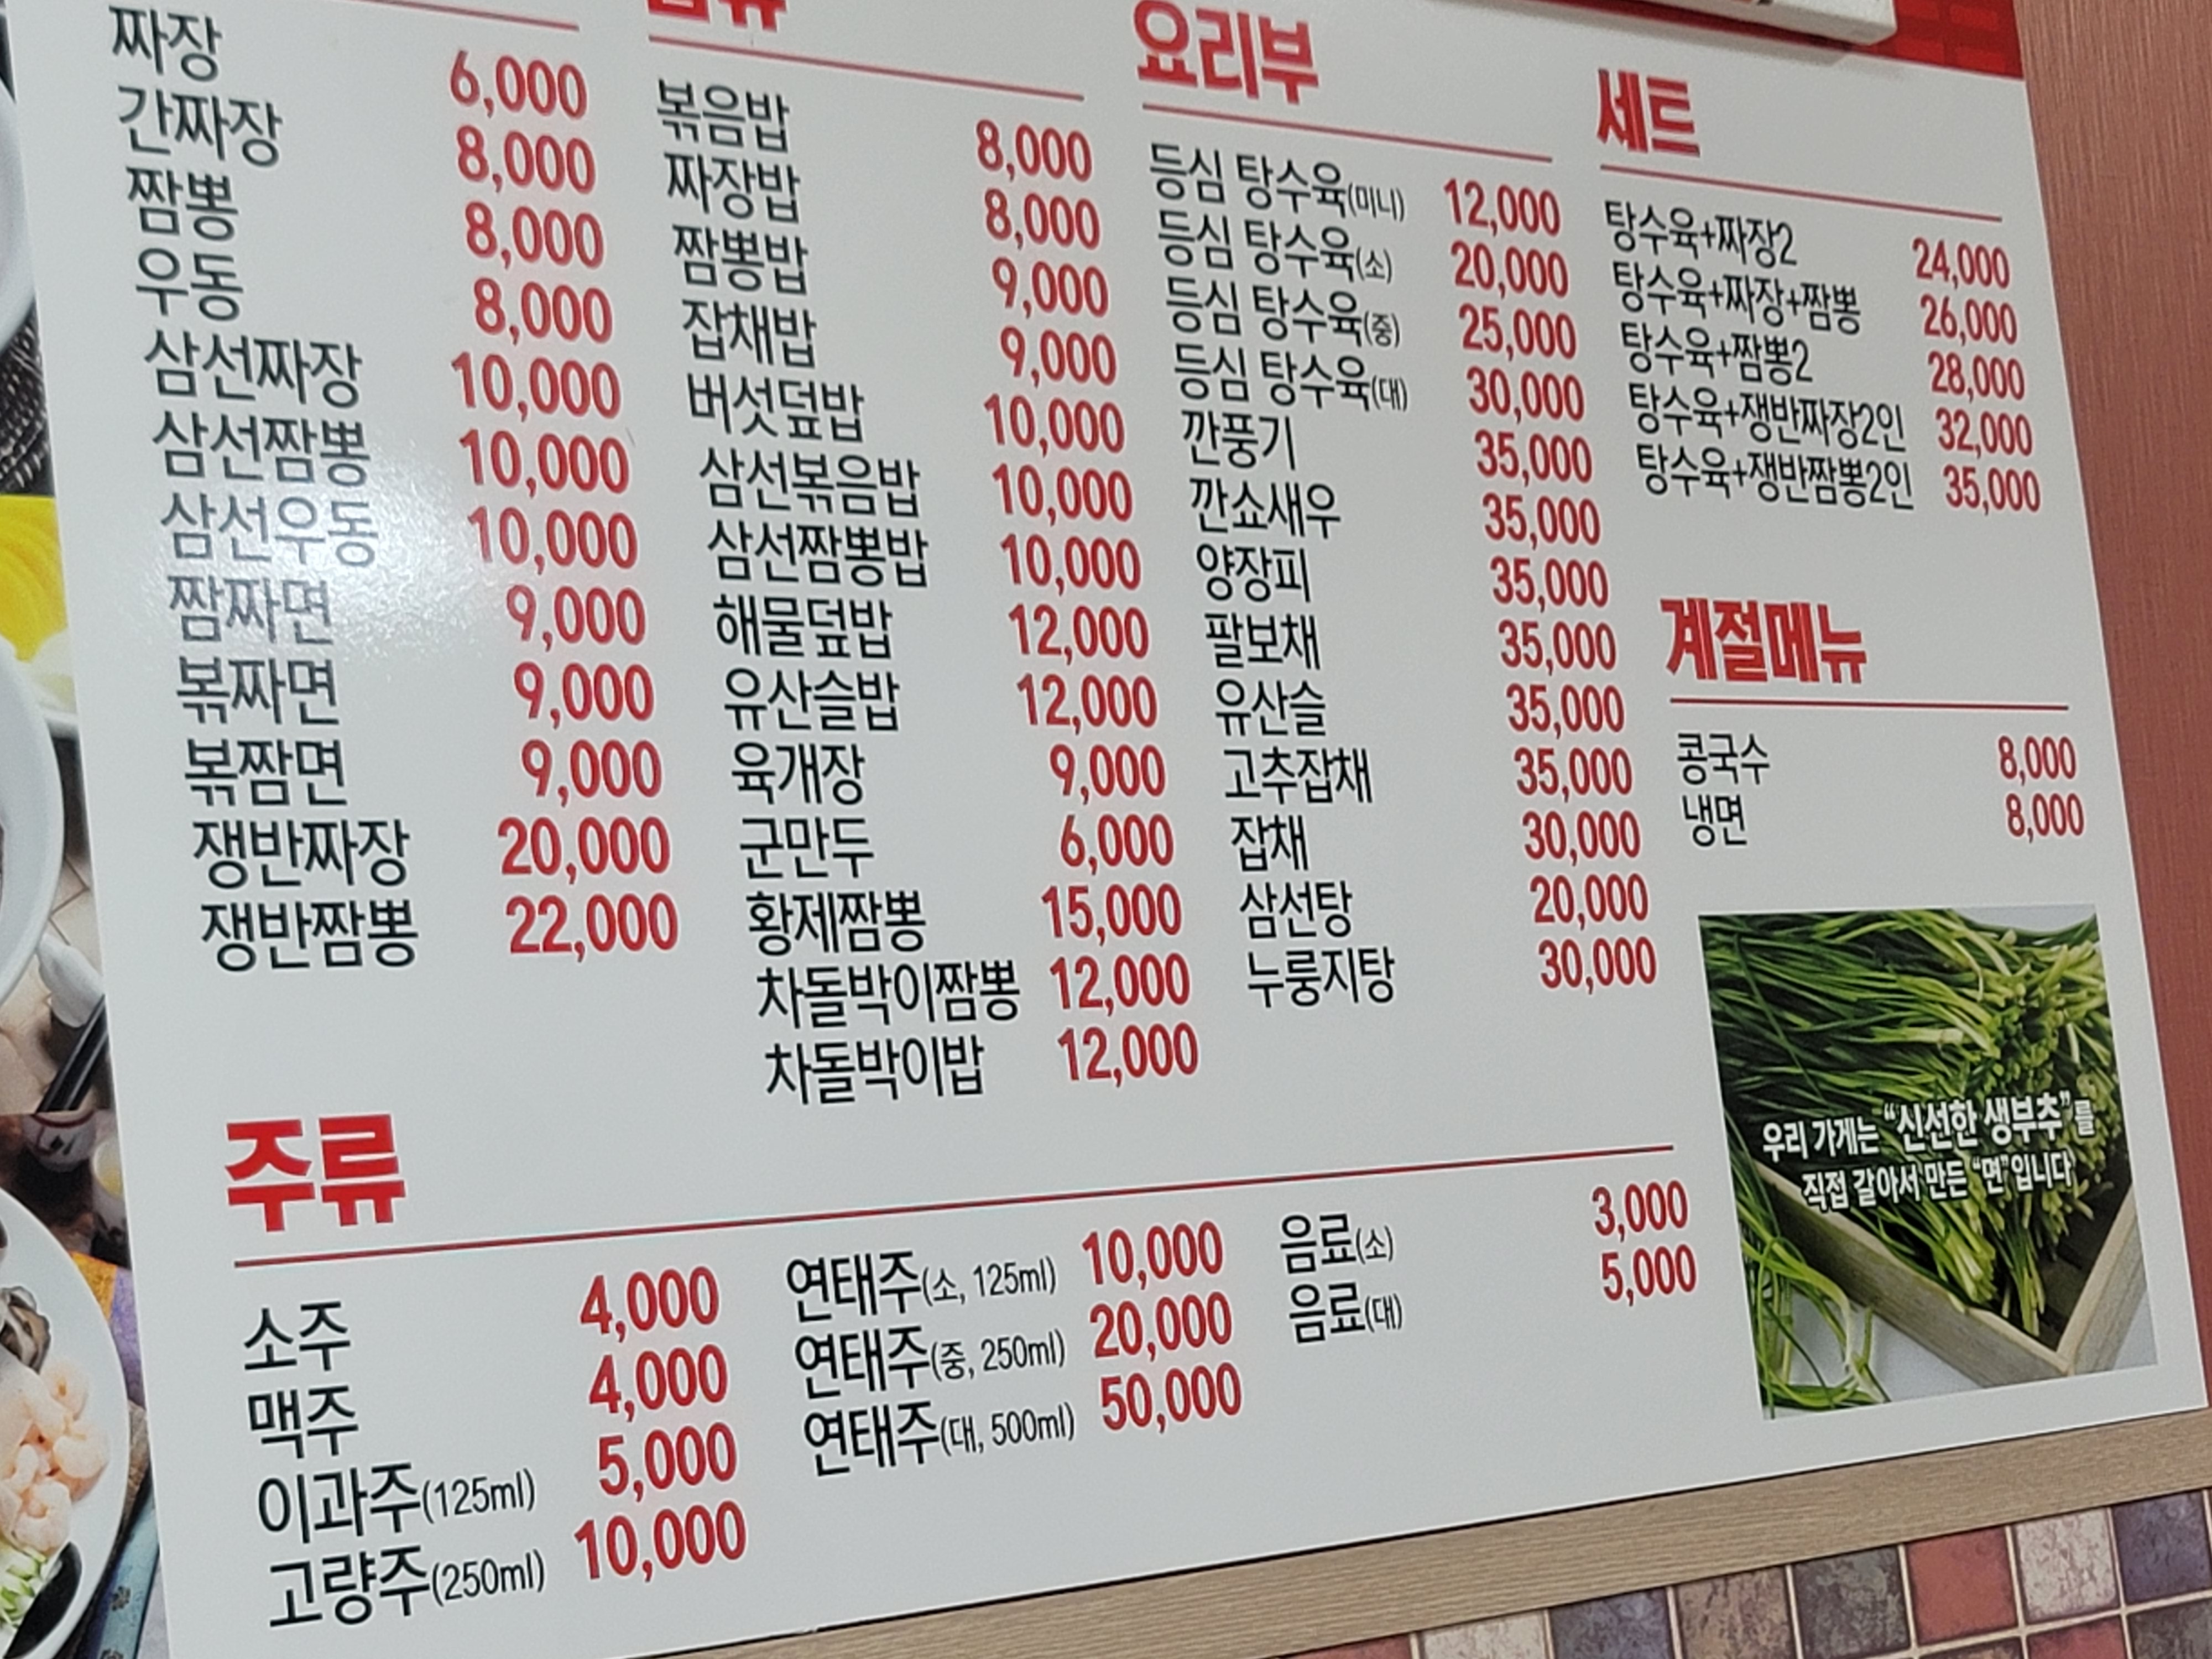 짜장 6,000
간짜장 8,000
짬뽕 8,000
우동 8,000
삼선짜장 10,000
삼선짬뽕 10,000
삼선우동 10,000
짬짜면 9,000
볶짜면 9,000
볶짬면 9,000
쟁반짜장 20,000
쟁반짬뽕 22,000
볶음밥 8,000
짜장밥 8,000
짬뽕밥 9,000
잡채밥 9,000
버섯덮밥 10,000
삼선볶음밥 10,000
삼선짬뽕밥 10,000
해물덮밥 12,000
유산슬밥 12,000
육개장 9,000
군만두 6,000
황제짬뽕 15,000
차돌박이짬뽕 12,000
차돌박이밥 12,000
요리부
등심 탕수육(미니) 12,000
등심 탕수육(소) 20,000
등심 탕수육(중) 25,000
등심 탕수육(대) 30,000
깐풍기 35,000
깐쇼새우 35,000
양장피 35,000
팔보채 35,000
유산슬 35,000
고추잡채 35,000
잡채 30,000
삼선탕 20,000
누룽지탕 30,000
세트
탕수육+짜장2 24,000
탕수육+짜장+짬뽕 26,000
탕수육+짬뽕2 28,000
탕수육+쟁반짜장2인 32,000
탕수육+쟁반짬뽕2인 35,000
계절메뉴
콩국수 8,000
냉면 8,000
우리 가게는 "신선한 생부추"를
직접 갈아서 만든 "면"입니다
주류
소주 4,000
맥주 4,000
이과주(125ml) 5,000
고량주(250ml) 10,000
연태주(소, 125ml) 10,000
연태주(중, 250ml) 20,000
연태주(대, 500ml) 50,000
음료(소) 3,000
음료(대) 5,000